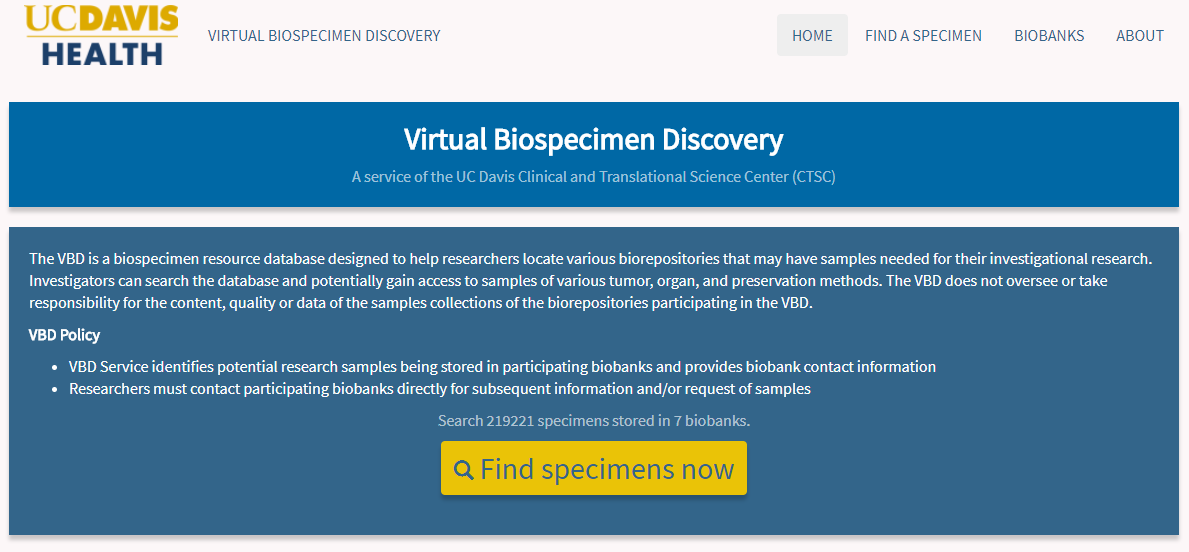 UCDAVIS
HEALTH
VIRTUAL BIOSPECIMEN DISCOVERY
HOME
FIND A SPECIMEN
BIOBANKS
ABOUT
Virtual Biospecimen Discovery
A service of the UC Davis Clinical and Translational Science Center (CTSC)
The VBD is a biospecimen resource database designed to help researchers locate various biorepositories that may have samples needed for their investigational research.
Investigators can search the database and potentially gain access to samples of various tumor, organ, and preservation methods. The VBD does not oversee or take
responsibility for the content, quality or data of the samples collections of the biorepositories participating in the VBD.
VBD Policy
• VBD Service identifies potential research samples being stored in participating biobanks and provides biobank contact information
• Researchers must contact participating biobanks directly for subsequent information and/or request of samples
Search 219221 specimens stored in 7 biobanks.
Find specimens now